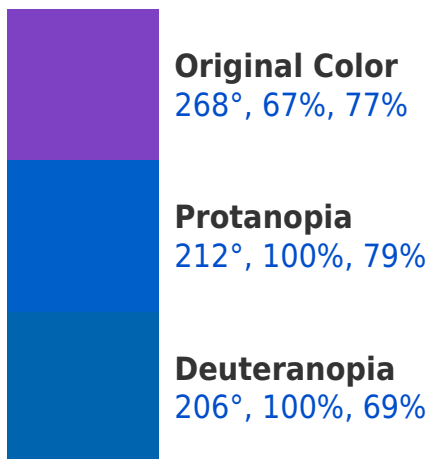 Original Color
268°, 67%, 77%
Protanopia
212°, 100%, 79%
Deuteranopia
206°, 100%, 69%